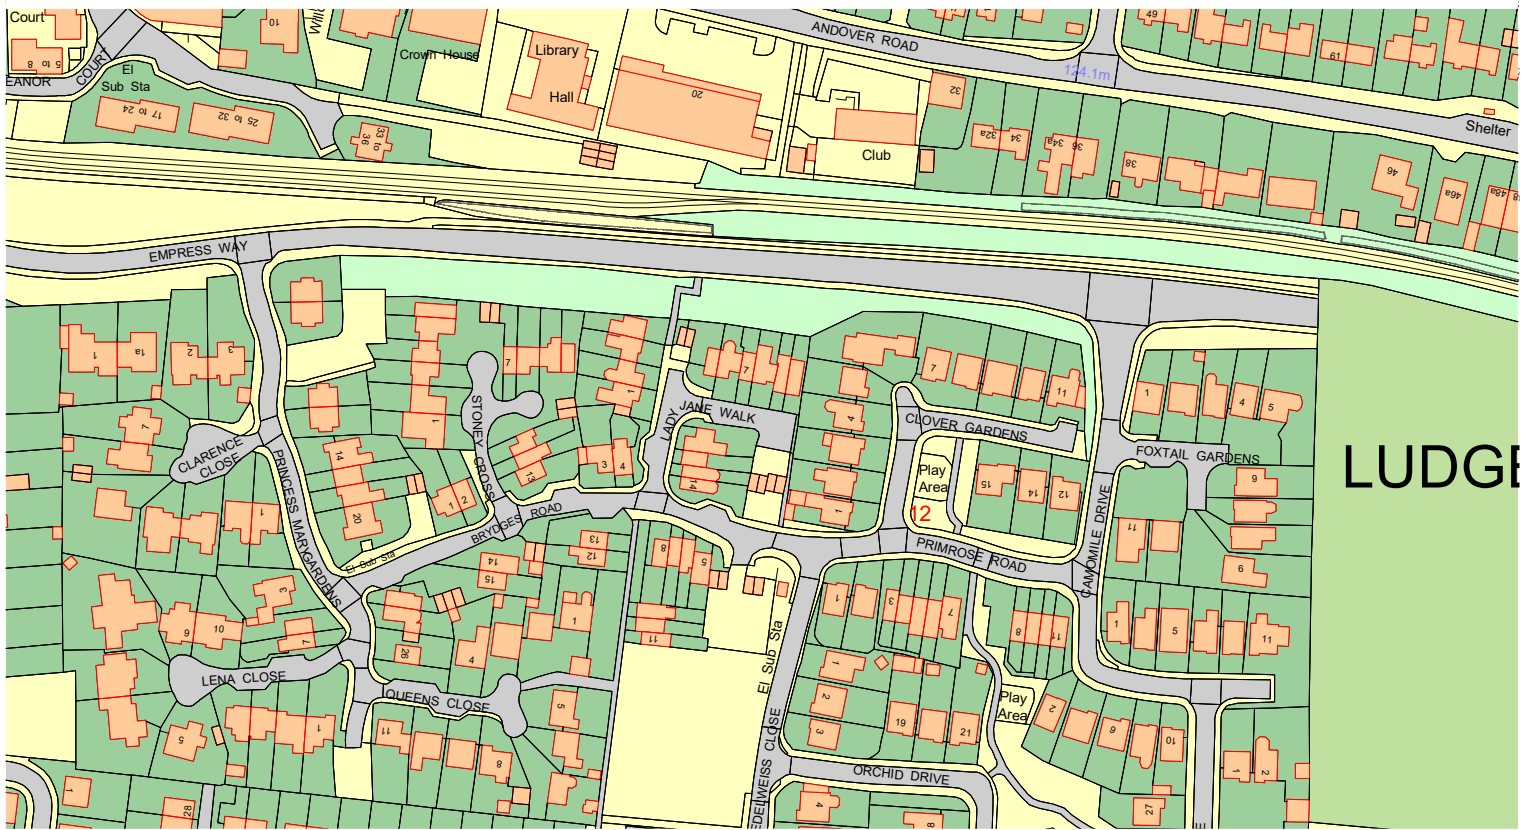 Court
5 to 8
EANOR
COURT
El
Sub Sta
17 to 24
25 to 32
33 to
36
10
Crown House
Library
Hall
20
Club
ANDOVER ROAD
124.1m
49
61
32
32a
34
34a
36
38
46
46a
48a
Shelter
EMPRESS WAY
1
1a
2
3
7
CLARENCE
CLOSE
1
PRINCESS MARY GARDENS
14
20
El Sub Sta
BRYDGES ROAD
STONEY CROSS
1
7
13
1
2
1
3
4
LADY
JANE WALK
7
14
4
1
7
11
CLOVER GARDENS
Play
Area
12
15
14
12
PRIMROSE ROAD
CAMOMILE DRIVE
1
4
5
FOXTAIL GARDENS
11
6
9
LUDGE
3
9
10
7
LENA CLOSE
5
1
1
28
26
4
1
14
15
13
12
QUEENS CLOSE
11
8
5
8
5
11
El Sub Sta
EDELWEISS CLOSE
1
3
7
8
11
1
2
3
19
21
Play
Area
ORCHID DRIVE
4
8
1
5
11
2
9
10
27
1
2
E